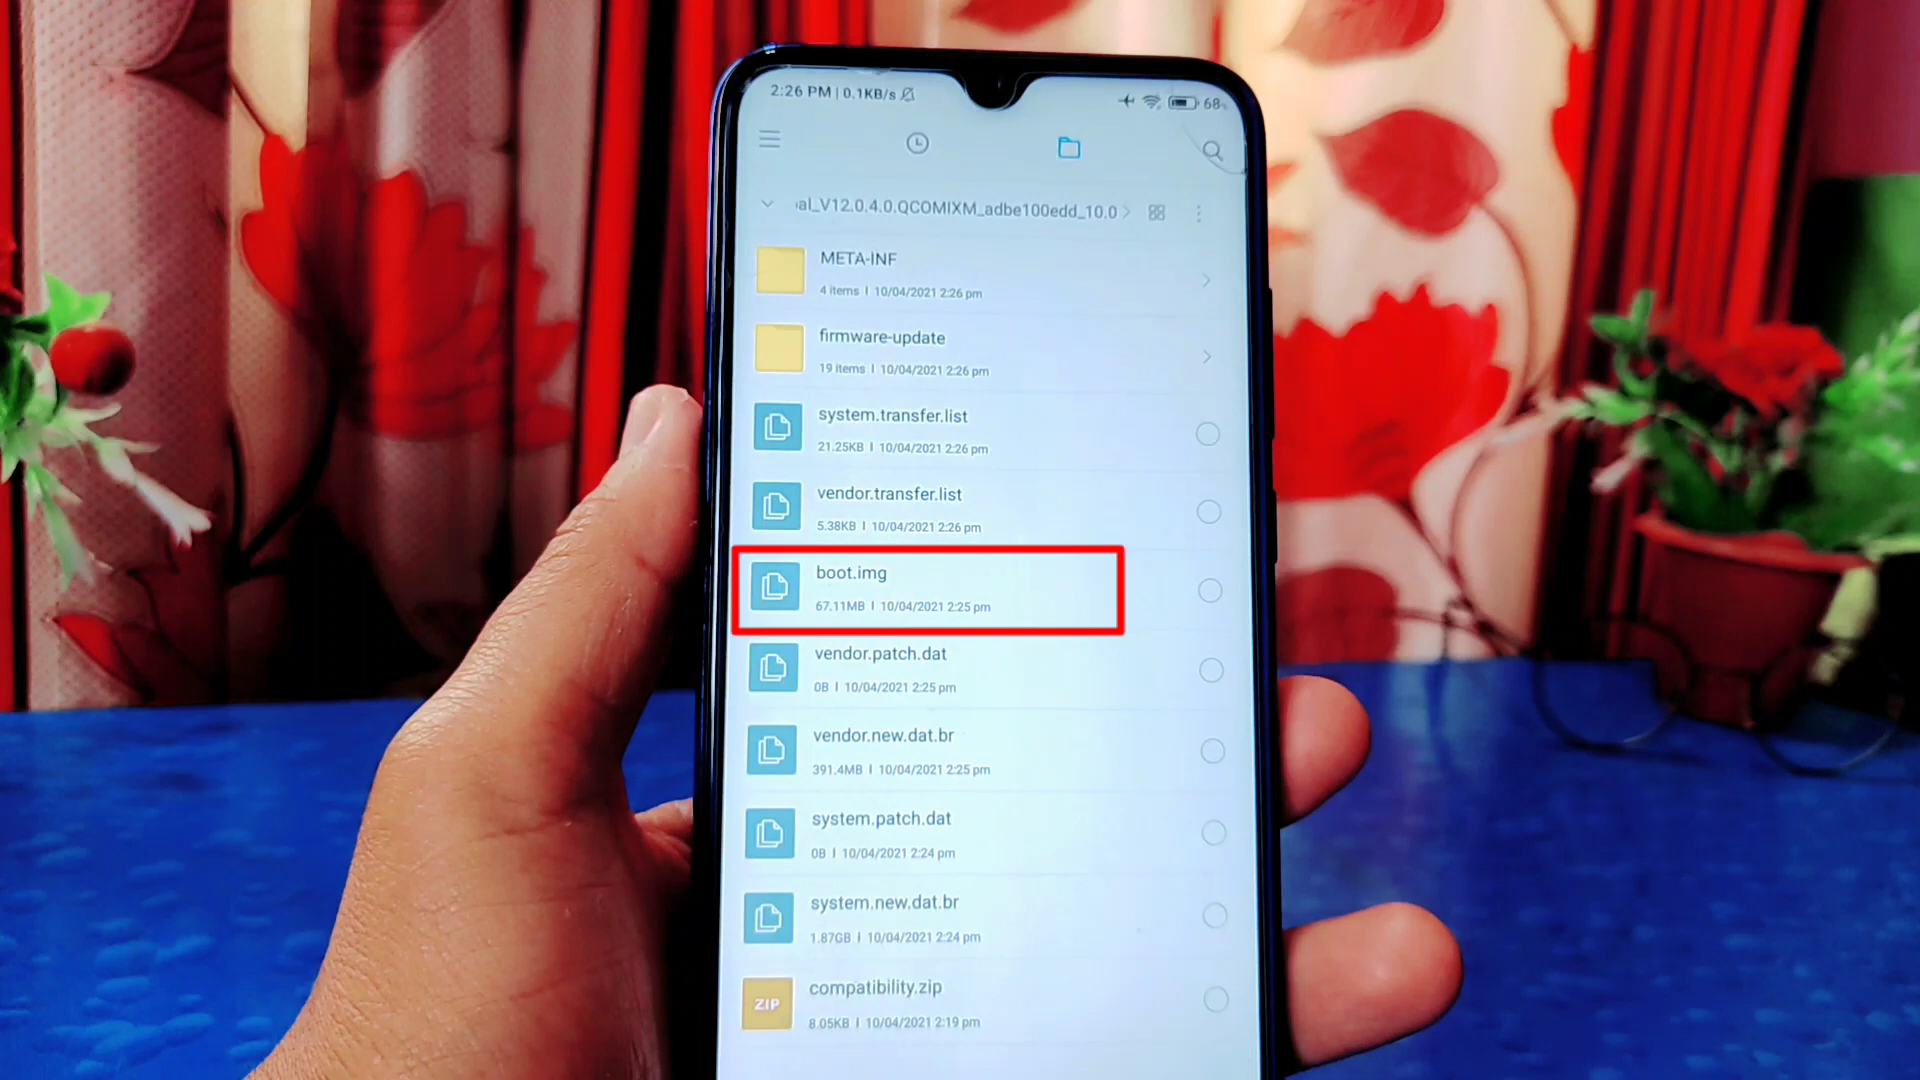 2:26 PM | 0.1KB/s
68
al_V12.0.4.0.QCOMIXM_adbe100edd_10.0
META-INF
4 items | 10/04/2021 2:26 pm
firmware-update
19 items | 10/04/2021 2:26 pm
system.transfer.list
21.25KB | 10/04/2021 2:26 pm
vendor.transfer.list
5.38KB | 10/04/2021 2:26 pm
boot.img
67.11MB | 10/04/2021 2:25 pm
vendor.patch.dat
0B | 10/04/2021 2:25 pm
vendor.new.dat.br
391.4MB | 10/04/2021 2:25 pm
system.patch.dat
0B | 10/04/2021 2:24 pm
system.new.dat.br
1.87GB | 10/04/2021 2:24 pm
ZIP
compatibility.zip
8.05KB | 10/04/2021 2:19 pm